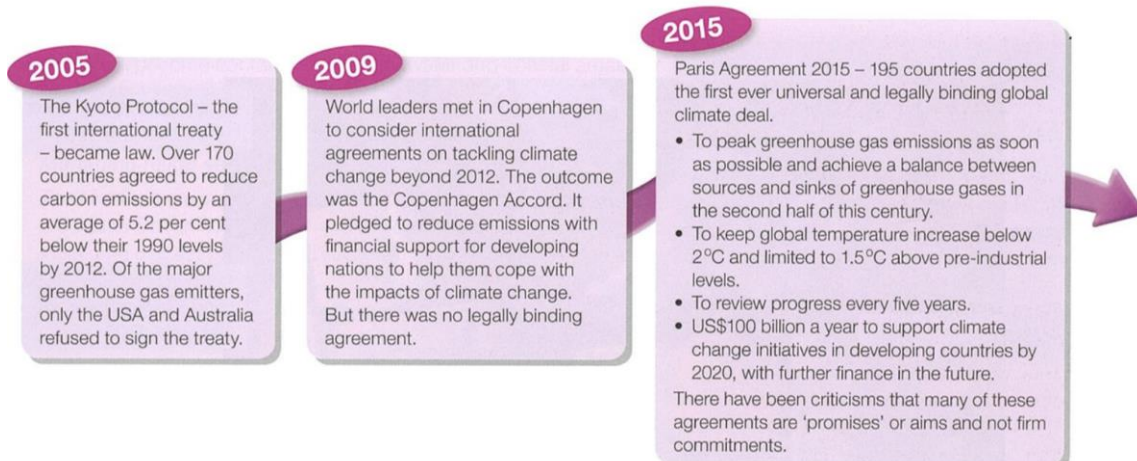 2005
The Kyoto Protocol – the
first international treaty
– became law. Over 170
countries agreed to reduce
carbon emissions by an
average of 5.2 per cent
below their 1990 levels
by 2012. Of the major
greenhouse gas emitters,
only the USA and Australia
refused to sign the treaty.
2009
World leaders met in Copenhagen
to consider international
agreements on tackling climate
change beyond 2012. The outcome
was the Copenhagen Accord. It
pledged to reduce emissions with
financial support for developing
nations to help them cope with
the impacts of climate change.
But there was no legally binding
agreement.
2015
Paris Agreement 2015 – 195 countries adopted
the first ever universal and legally binding global
climate deal.
• To peak greenhouse gas emissions as soon
as possible and achieve a balance between
sources and sinks of greenhouse gases in
the second half of this century.
• To keep global temperature increase below
2°C and limited to 1.5°C above pre-industrial
levels.
• To review progress every five years.
• US$100 billion a year to support climate
change initiatives in developing countries by
2020, with further finance in the future.
There have been criticisms that many of these
agreements are ‘promises’ or aims and not firm
commitments.